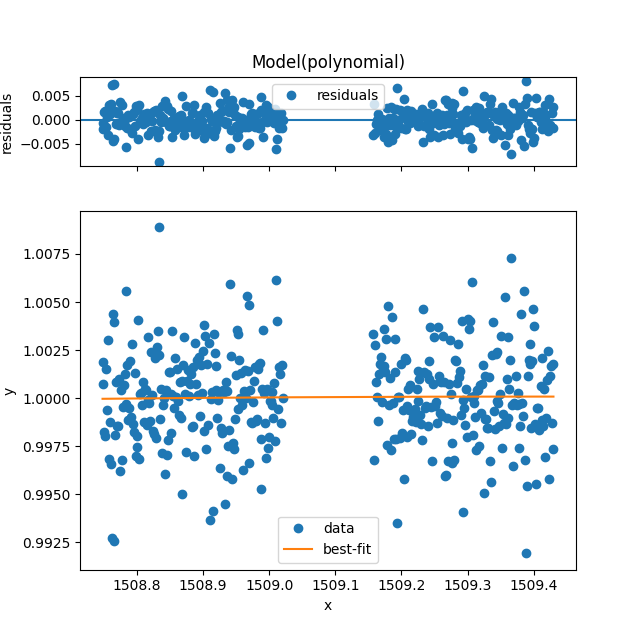 Model(polynomial)
residuals
0.005
0.000
−0.005
residuals
y
1.0075
1.0050
1.0025
1.0000
0.9975
0.9950
0.9925
data
best-fit
1508.8 1508.9 1509.0 1509.1 1509.2 1509.3 1509.4
x